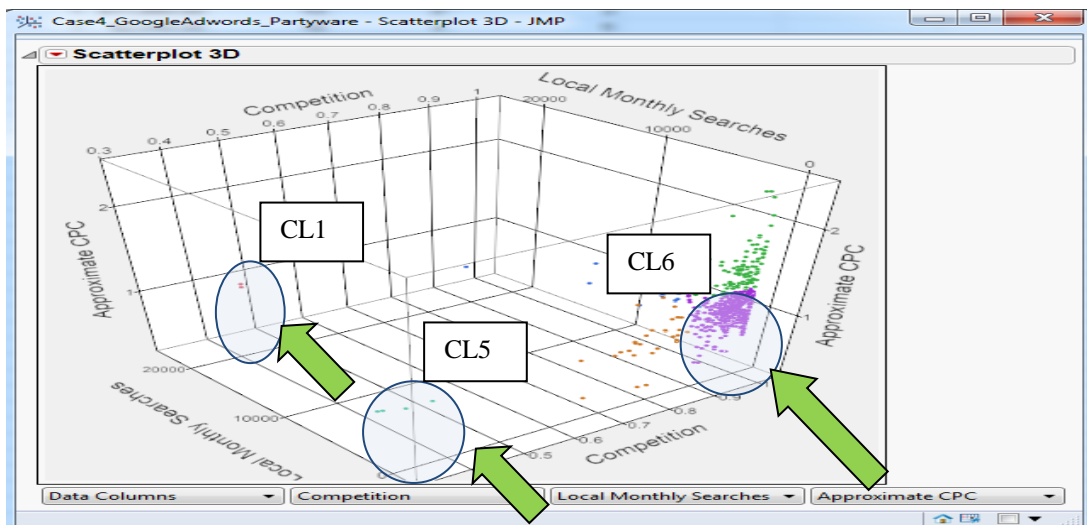 Case4_GoogleAdwords_Partyware - Scatterplot 3D - JMP
Scatterplot 3D
Competition
Local Monthly Searches
0.3 0.4 0.5 0.6 0.7 0.8 0.9 1
20000 10000 0
Approximate CPC
2
1
CL1
CL6
CL5
2
1
Approximate CPC
20000
10000
0
Local Monthly Searches
0.5 0.6 0.7 0.8 0.9 1
Competition
Data Columns Competition Local Monthly Searches Approximate CPC